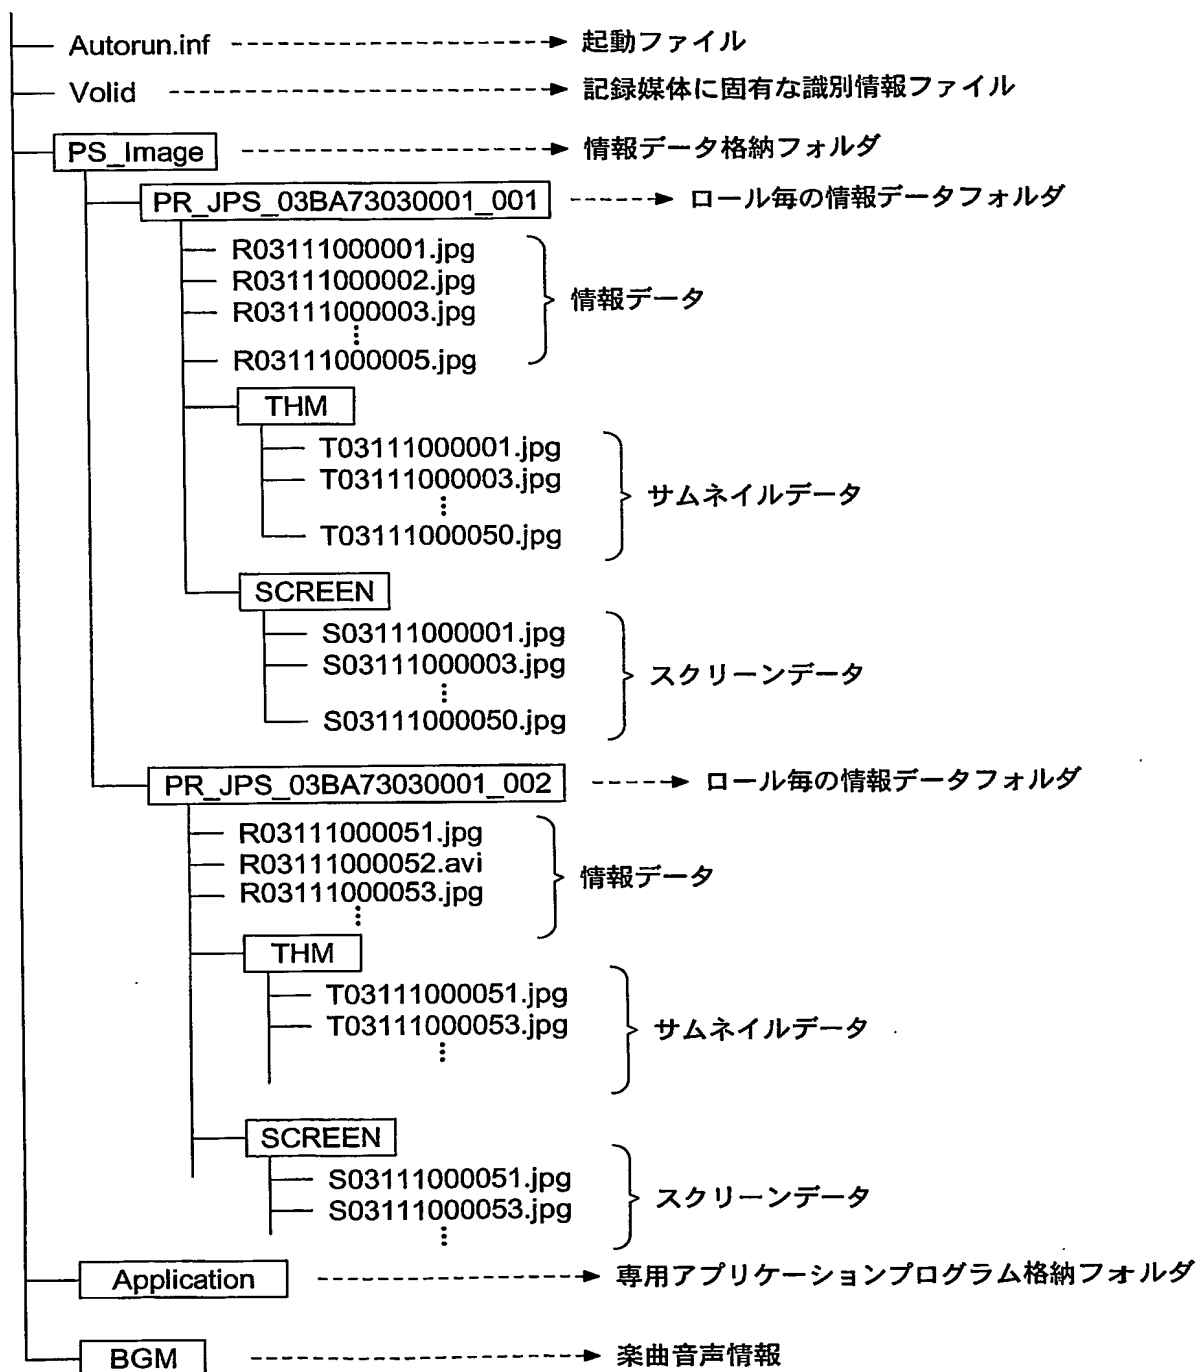 Autorun.inf 起動ファイル
Volid 記録媒体に固有な識別情報ファイル
PS_Image 情報データ格納フォルダ
PR_JPS_03BA73030001_001 ロール毎の情報データフォルダ
R03111000001.jpg
R03111000002.jpg
R03111000003.jpg
情報データ
R03111000005.jpg
THM
T03111000001.jpg
T03111000003.jpg
サムネイルデータ
T03111000050.jpg
SCREEN
S03111000001.jpg
S03111000003.jpg
スクリーンデータ
S03111000050.jpg
PR_JPS_03BA73030001_002 ロール毎の情報データフォルダ
R03111000051.jpg
R03111000052.avi
情報データ
R03111000053.jpg
THM
T03111000051.jpg
T03111000053.jpg
サムネイルデータ
SCREEN
S03111000051.jpg
スクリーンデータ
S03111000053.jpg
Application 専用アプリケーションプログラム格納フォルダ
BGM 楽曲音声情報